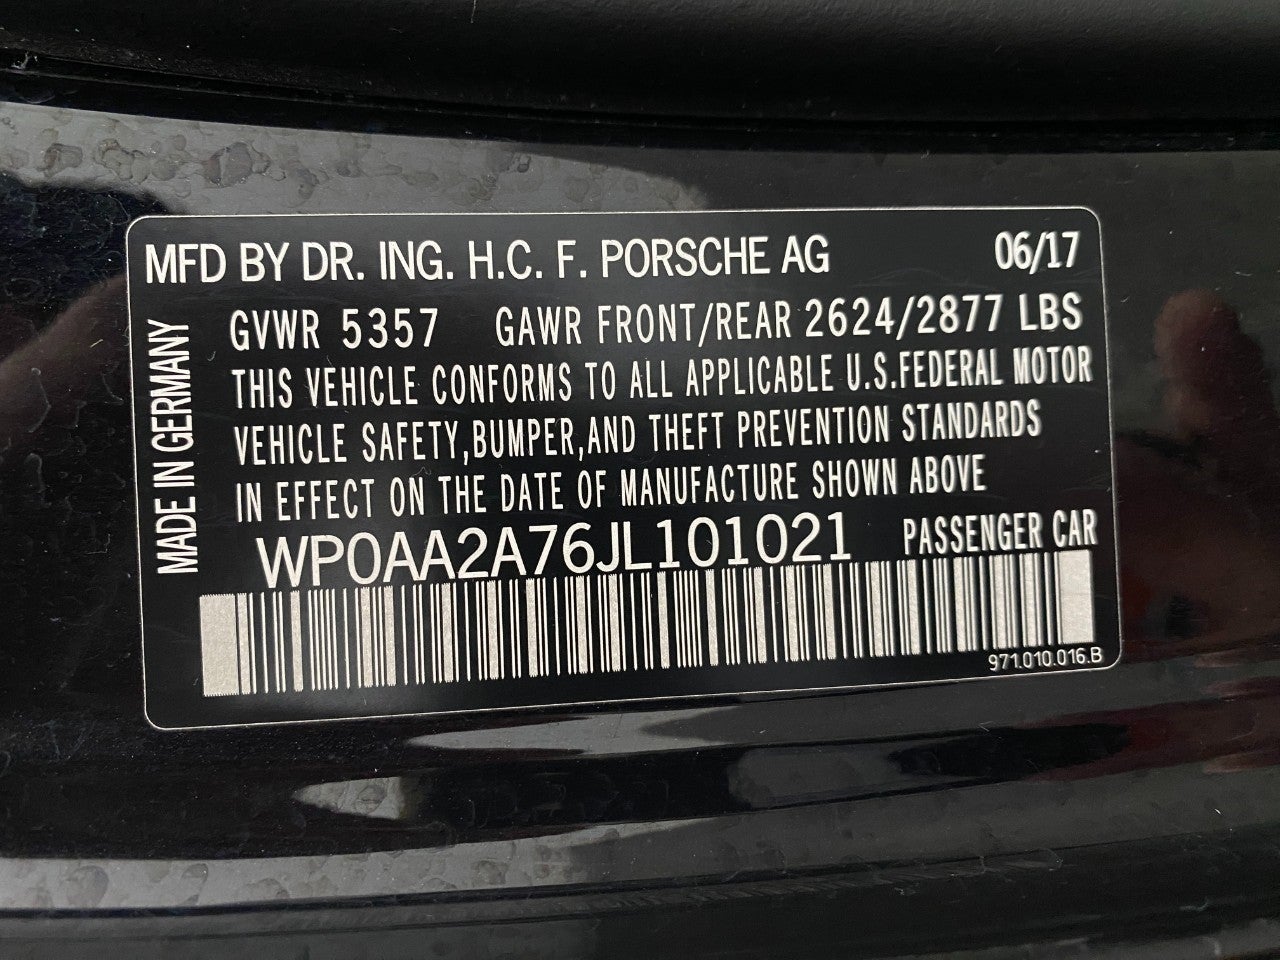 MFD BY DR. ING. H.C. F. PORSCHE AG 06/17
GVWR 5357 GAWR FRONT/REAR 2624/2877 LBS
THIS VEHICLE CONFORMS TO ALL APPLICABLE U.S.FEDERAL MOTOR
VEHICLE SAFETY,BUMPER,AND THEFT PREVENTION STANDARDS
IN EFFECT ON THE DATE OF MANUFACTURE SHOWN ABOVE
WP0AA2A76JL101021 PASSENGER CAR
MADE IN GERMANY
971.010.016.B